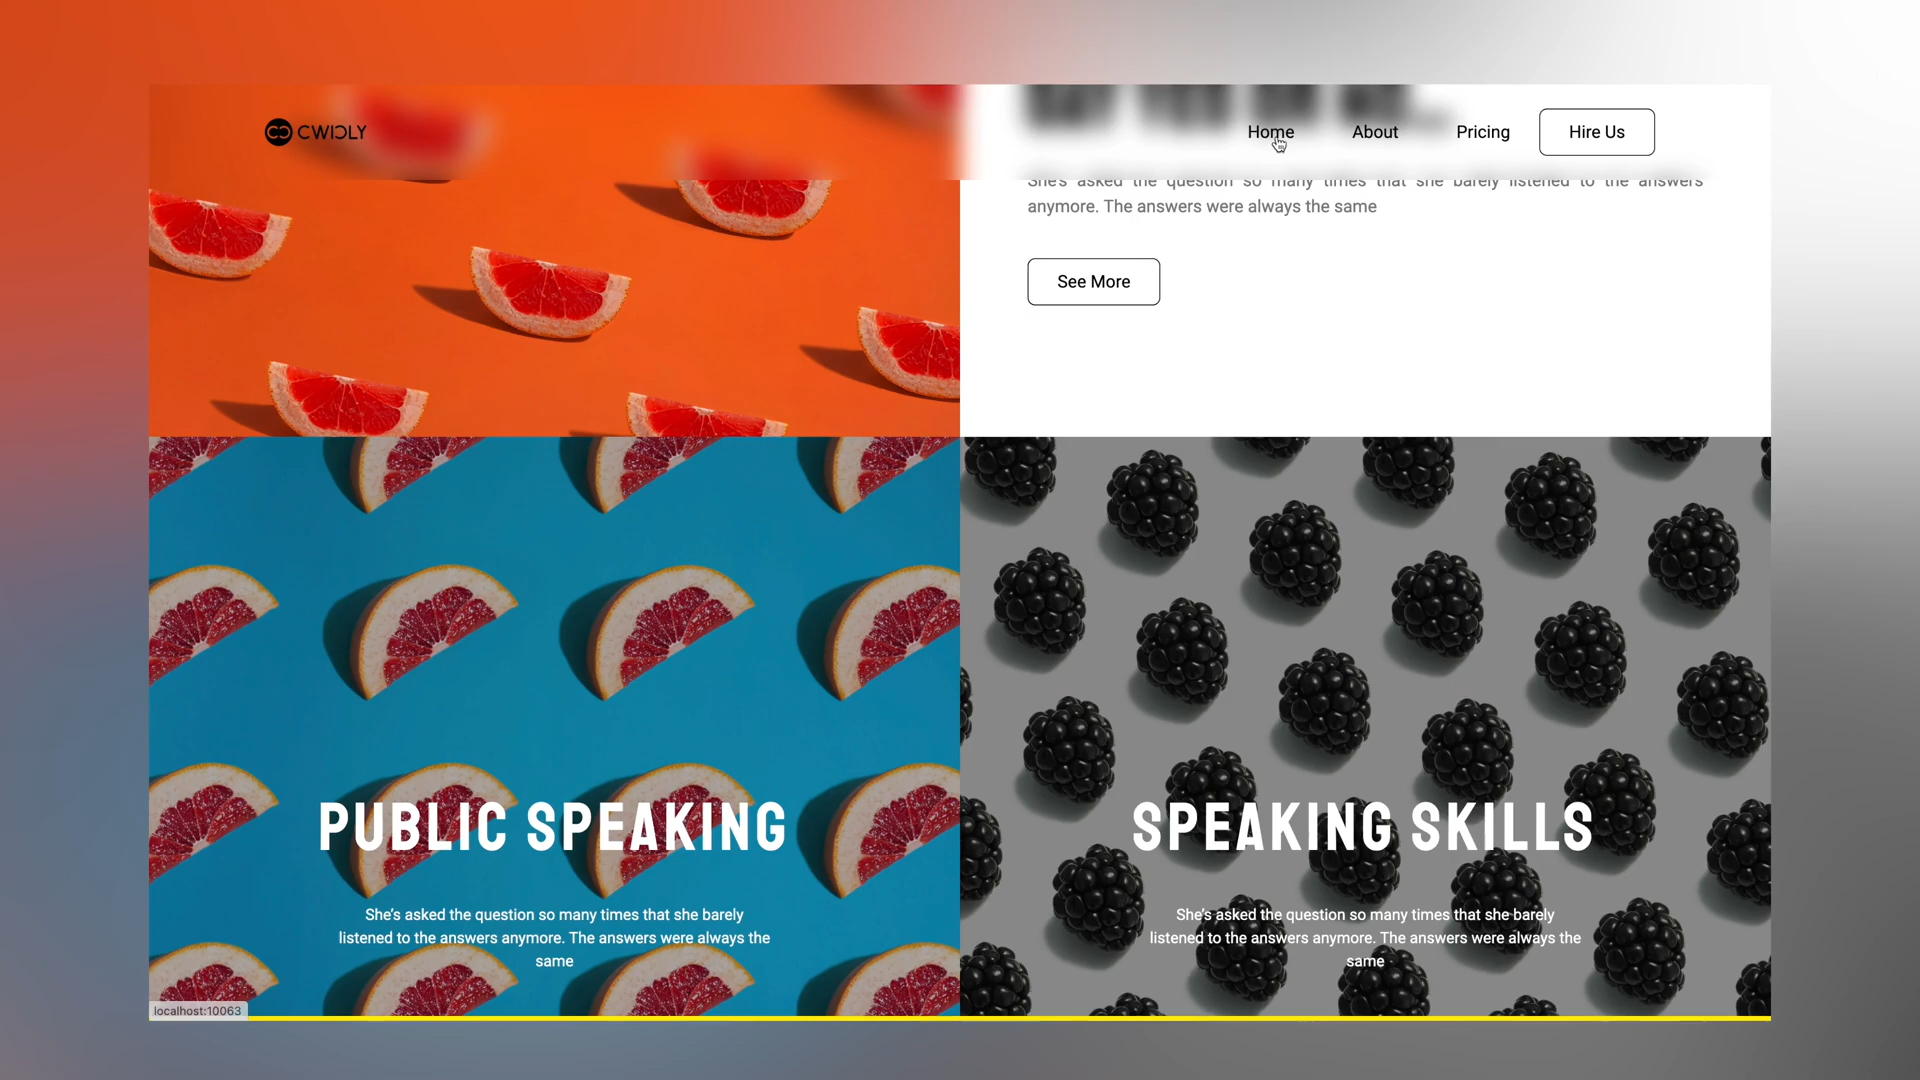 CWICLY
Home
About
Pricing
Hire Us
She's asked the question so many times that she barely listened to the answers
anymore. The answers were always the same
See More
PUBLIC SPEAKING
She's asked the question so many times that she barely
listened to the answers anymore. The answers were always the
same
SPEAKING SKILLS
She's asked the question so many times that she barely
listened to the answers anymore. The answers were always the
same
localhost:10063